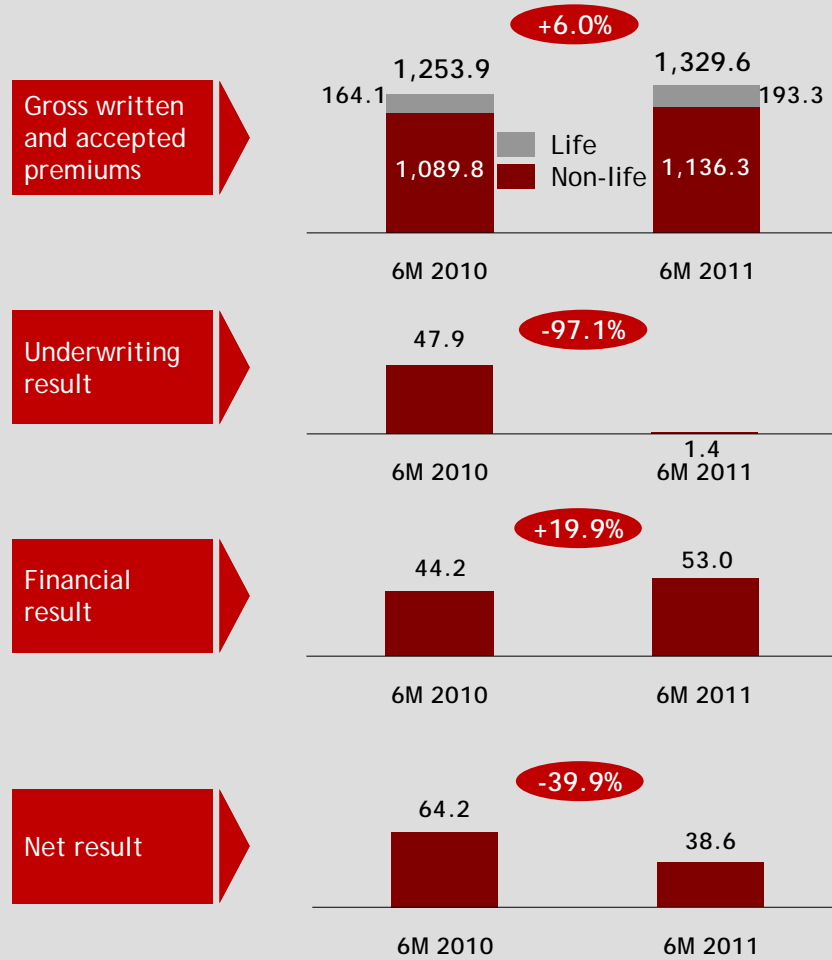 +6.0%
Gross written
and accepted
premiums
1,253.9
164.1
1,089.8
Life
Non-life
1,329.6
193.3
1,136.3
6M 2010
6M 2011
Underwriting
result
-97.1%
47.9
1.4
6M 2010
6M 2011
Financial
result
+19.9%
44.2
53.0
6M 2010
6M 2011
Net result
-39.9%
64.2
38.6
6M 2010
6M 2011